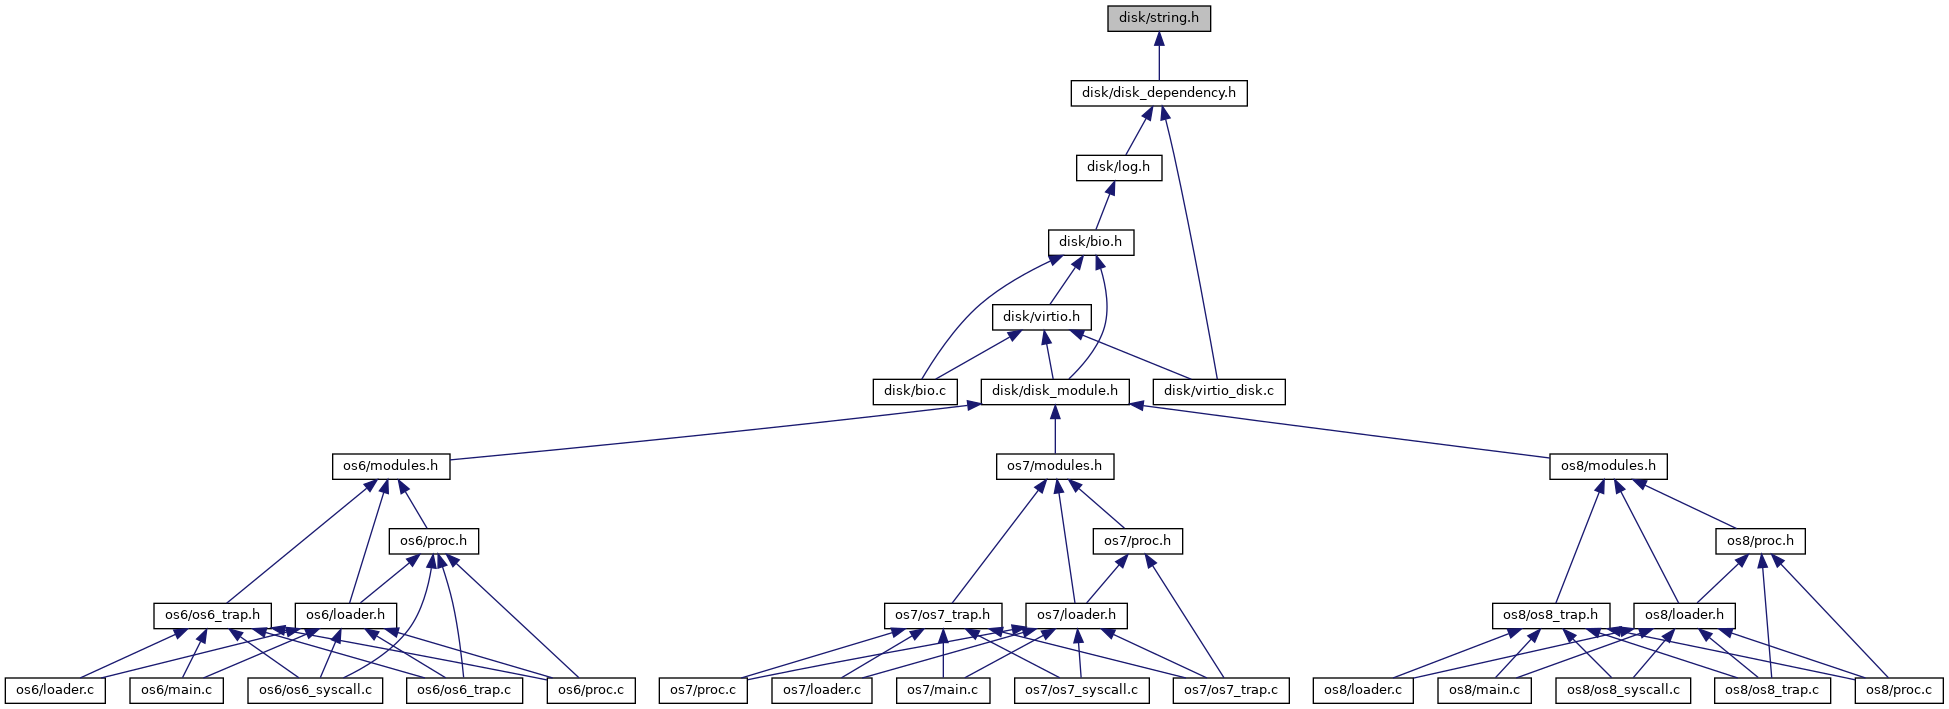 disk/string.h
disk/disk_dependency.h
disk/log.h
disk/bio.h
disk/virtio.h
disk/bio.c
disk/disk_module.h
disk/virtio_disk.c
os6/modules.h
os7/modules.h
os8/modules.h
os6/proc.h
os7/proc.h
os8/proc.h
os6/os6_trap.h
os6/loader.h
os7/os7_trap.h
os7/loader.h
os8/os8_trap.h
os8/loader.h
os6/loader.c
os6/main.c
os6/os6_syscall.c
os6/os6_trap.c
os6/proc.c
os7/proc.c
os7/loader.c
os7/main.c
os7/os7_syscall.c
os7/os7_trap.c
os8/loader.c
os8/main.c
os8/os8_syscall.c
os8/os8_trap.c
os8/proc.c